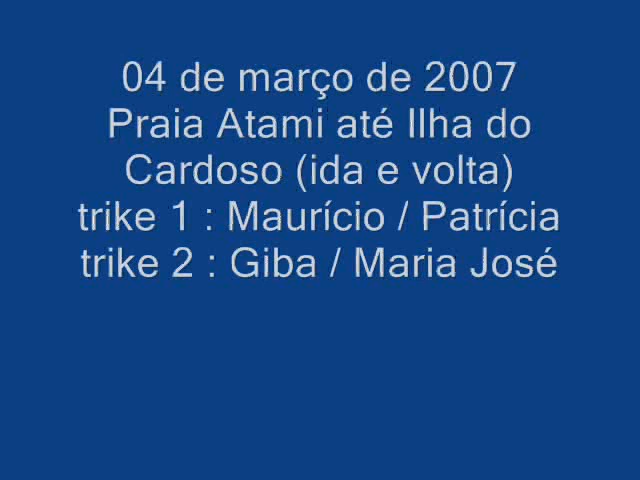 04 de março de 2007
Praia Atami até Ilha do
Cardoso (ida e volta)
trike 1 : Maurício / Patrícia
trike 2 : Giba / Maria José